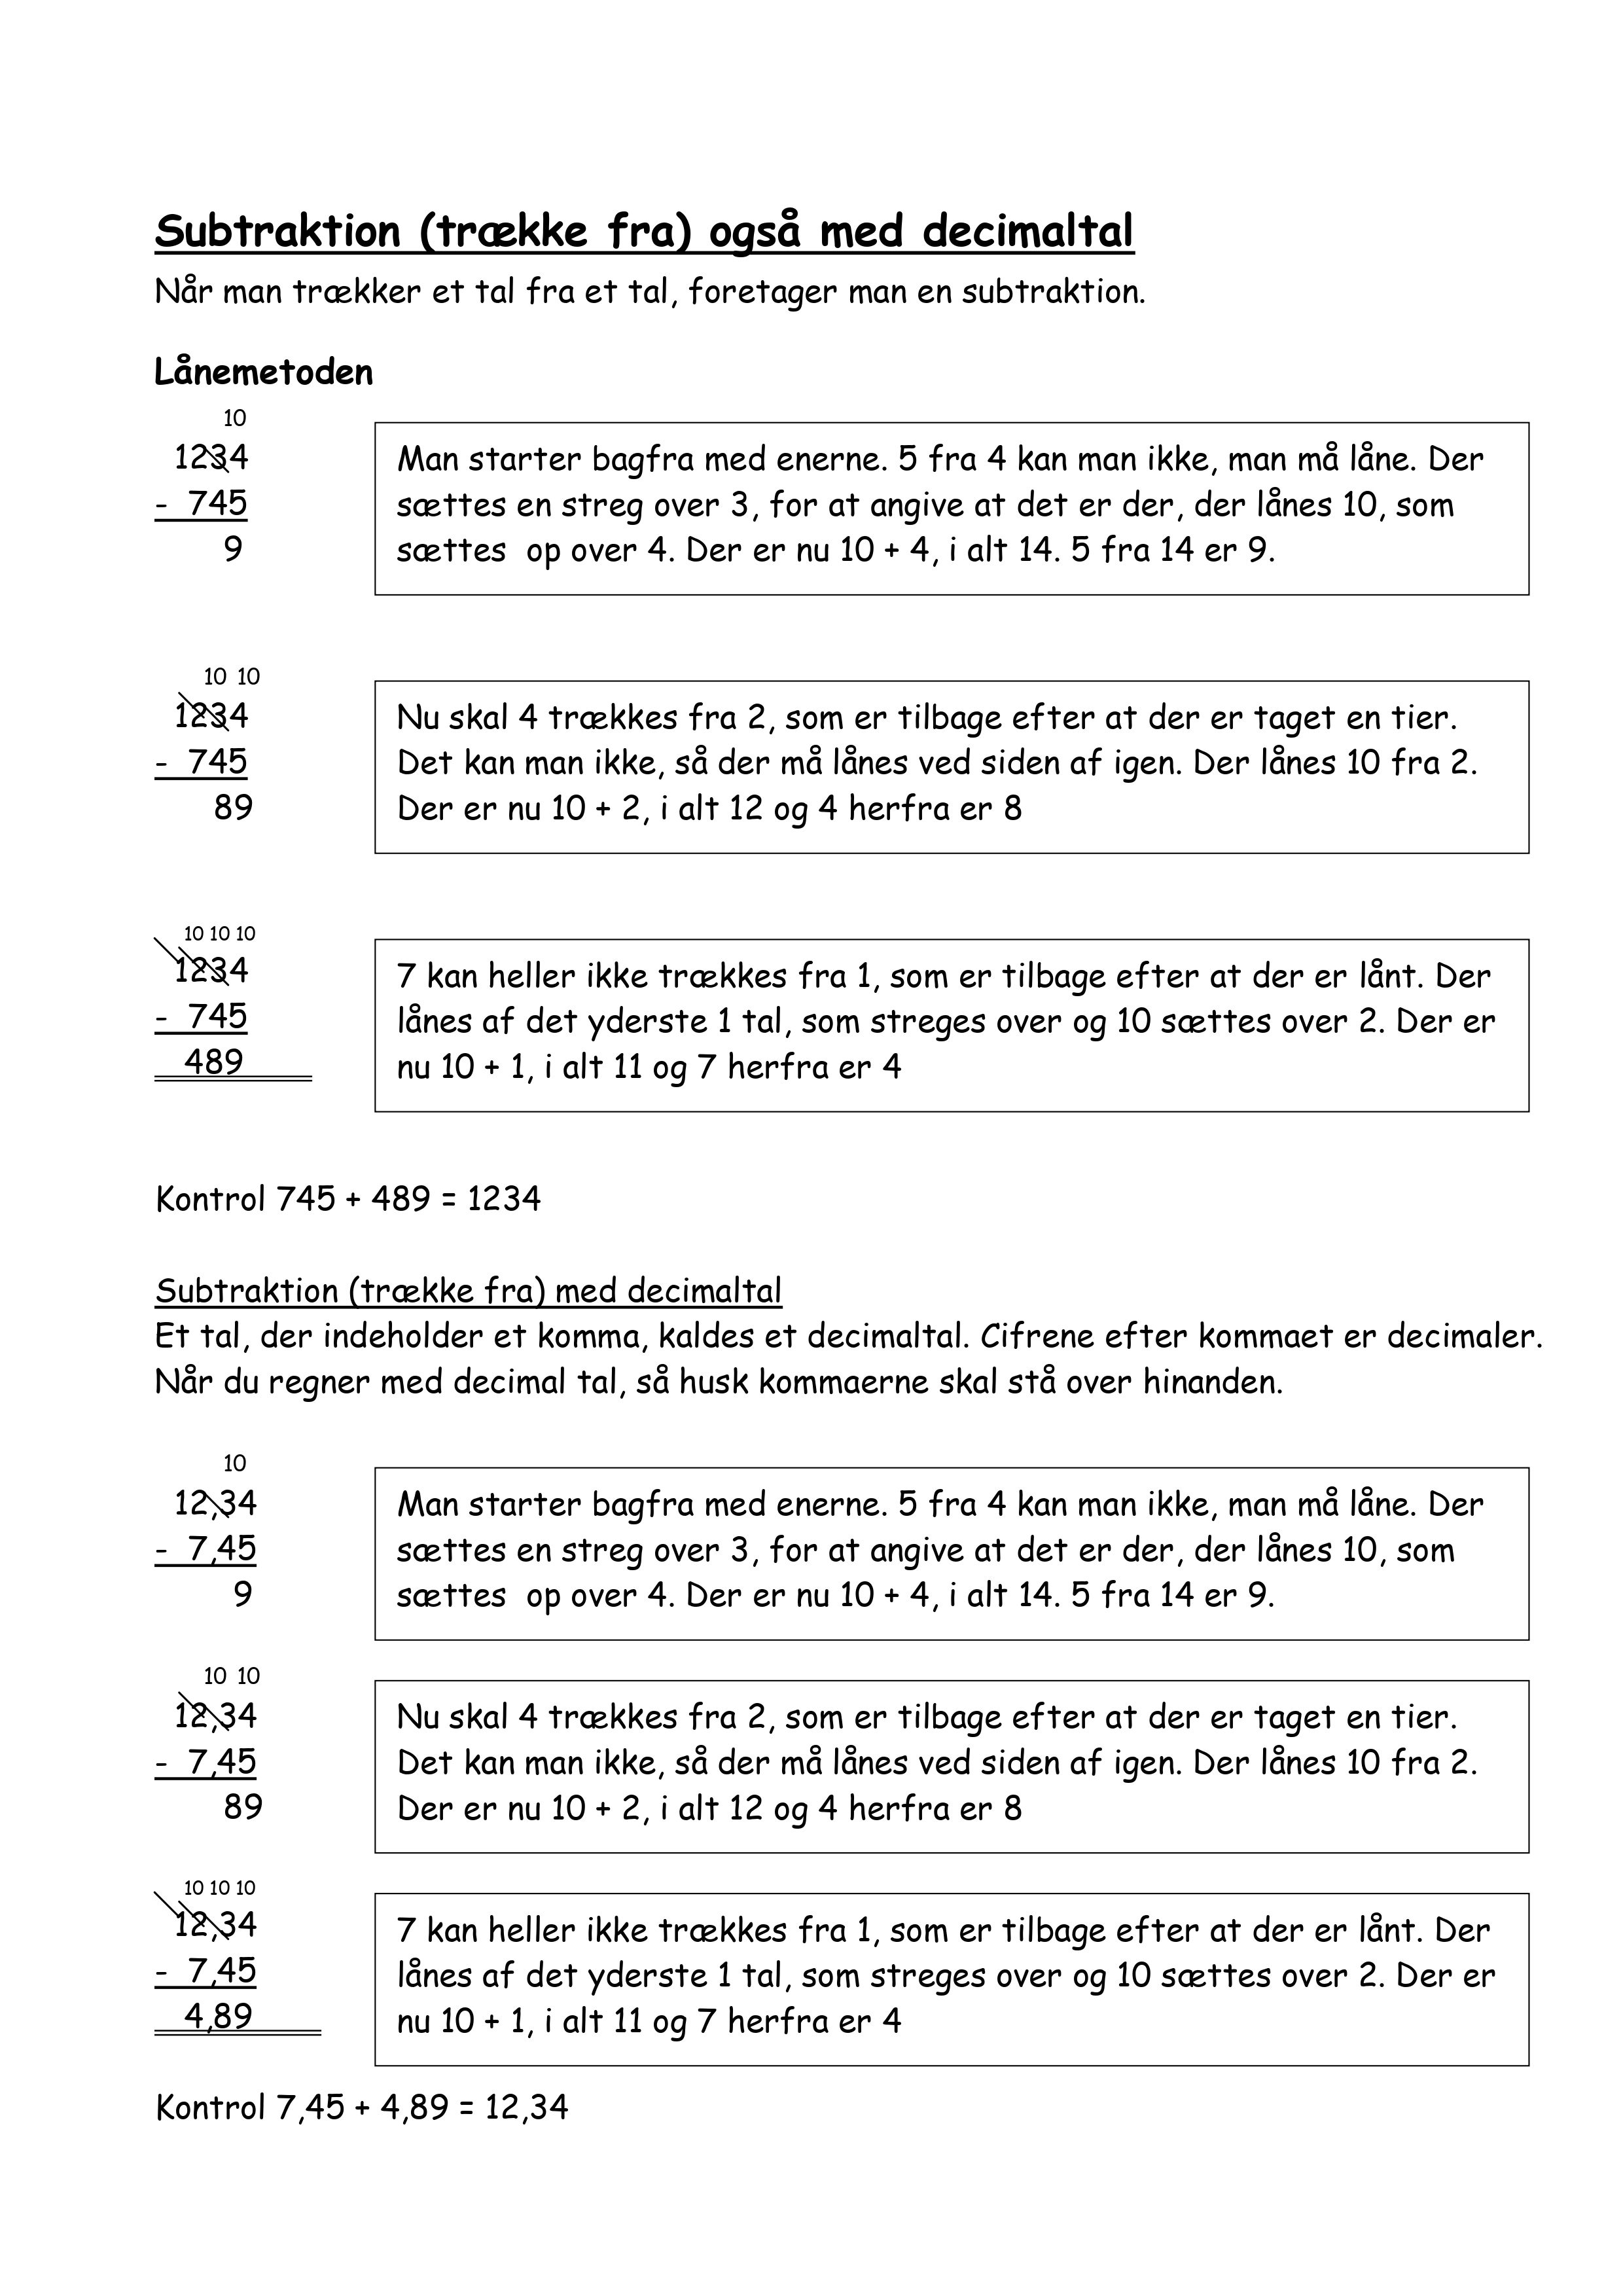 Subtraktion (trække fra) også med decimaltal
Når man trækker et tal fra et tal, foretager man en subtraktion.
Lånemetoden
10
1234
- 745
9
Man starter bagfra med enerne. 5 fra 4 kan man ikke, man må låne. Der
sættes en streg over 3, for at angive at det er der, der lånes 10, som
sættes op over 4. Der er nu 10 + 4, i alt 14. 5 fra 14 er 9.
10 10
1234
- 745
89
Nu skal 4 trækkes fra 2, som er tilbage efter at der er taget en tier.
Det kan man ikke, så der må lånes ved siden af igen. Der lånes 10 fra 2.
Der er nu 10 + 2, i alt 12 og 4 herfra er 8
10 10 10
1234
- 745
489
7 kan heller ikke trækkes fra 1, som er tilbage efter at der er lånt. Der
lånes af det yderste 1 tal, som streges over og 10 sættes over 2. Der er
nu 10 + 1, i alt 11 og 7 herfra er 4
Kontrol 745 + 489 = 1234
Subtraktion (trække fra) med decimaltal
Et tal, der indeholder et komma, kaldes et decimaltal. Cifrene efter kommaet er decimaler.
Når du regner med decimal tal, så husk kommaerne skal stå over hinanden.
10
12,34
- 7,45
9
Man starter bagfra med enerne. 5 fra 4 kan man ikke, man må låne. Der
sættes en streg over 3, for at angive at det er der, der lånes 10, som
sættes op over 4. Der er nu 10 + 4, i alt 14. 5 fra 14 er 9.
10 10
12,34
- 7,45
89
Nu skal 4 trækkes fra 2, som er tilbage efter at der er taget en tier.
Det kan man ikke, så der må lånes ved siden af igen. Der lånes 10 fra 2.
Der er nu 10 + 2, i alt 12 og 4 herfra er 8
10 10 10
12,34
- 7,45
4,89
7 kan heller ikke trækkes fra 1, som er tilbage efter at der er lånt. Der
lånes af det yderste 1 tal, som streges over og 10 sættes over 2. Der er
nu 10 + 1, i alt 11 og 7 herfra er 4
Kontrol 7,45 + 4,89 = 12,34